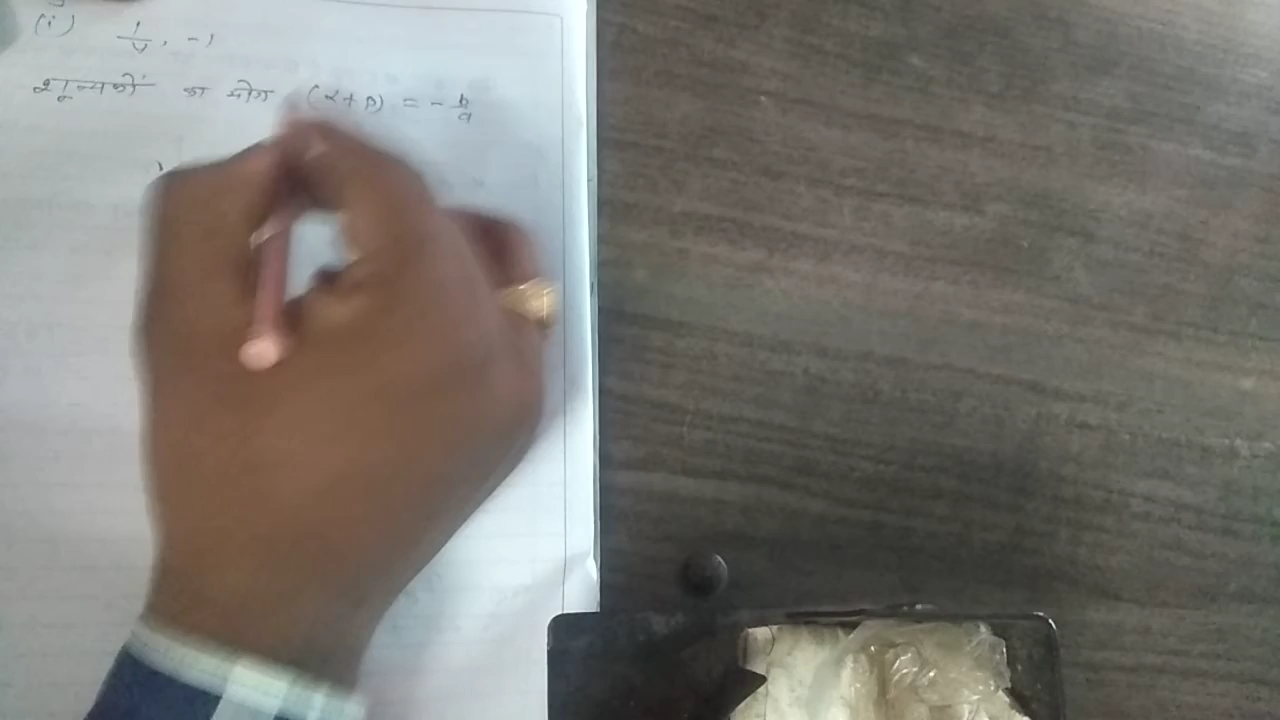 (i) 1/4, -1
शून्यकों का योग (α+β) = -b/a